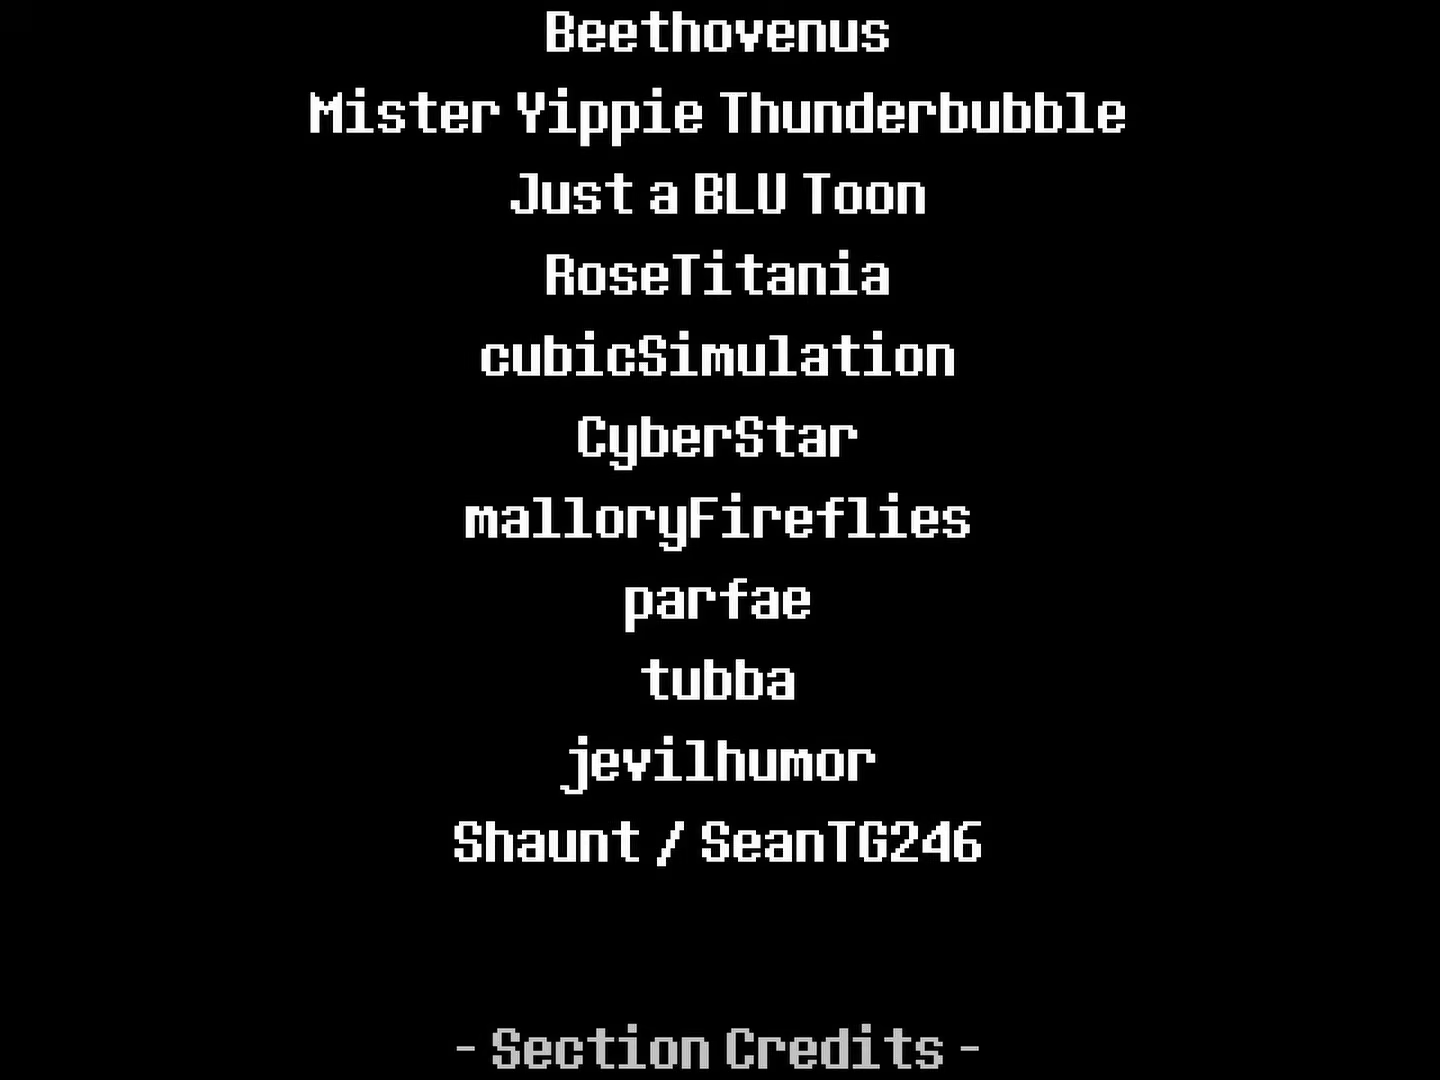 Beethovenus
Mister Yippie Thunderbubble
Just a BLU Toon
RoseTitania
cubicSimulation
CyberStar
malloryFireflies
parfae
tubba
jevilhumor
Shaunt / SeanTG246
- Section Credits -